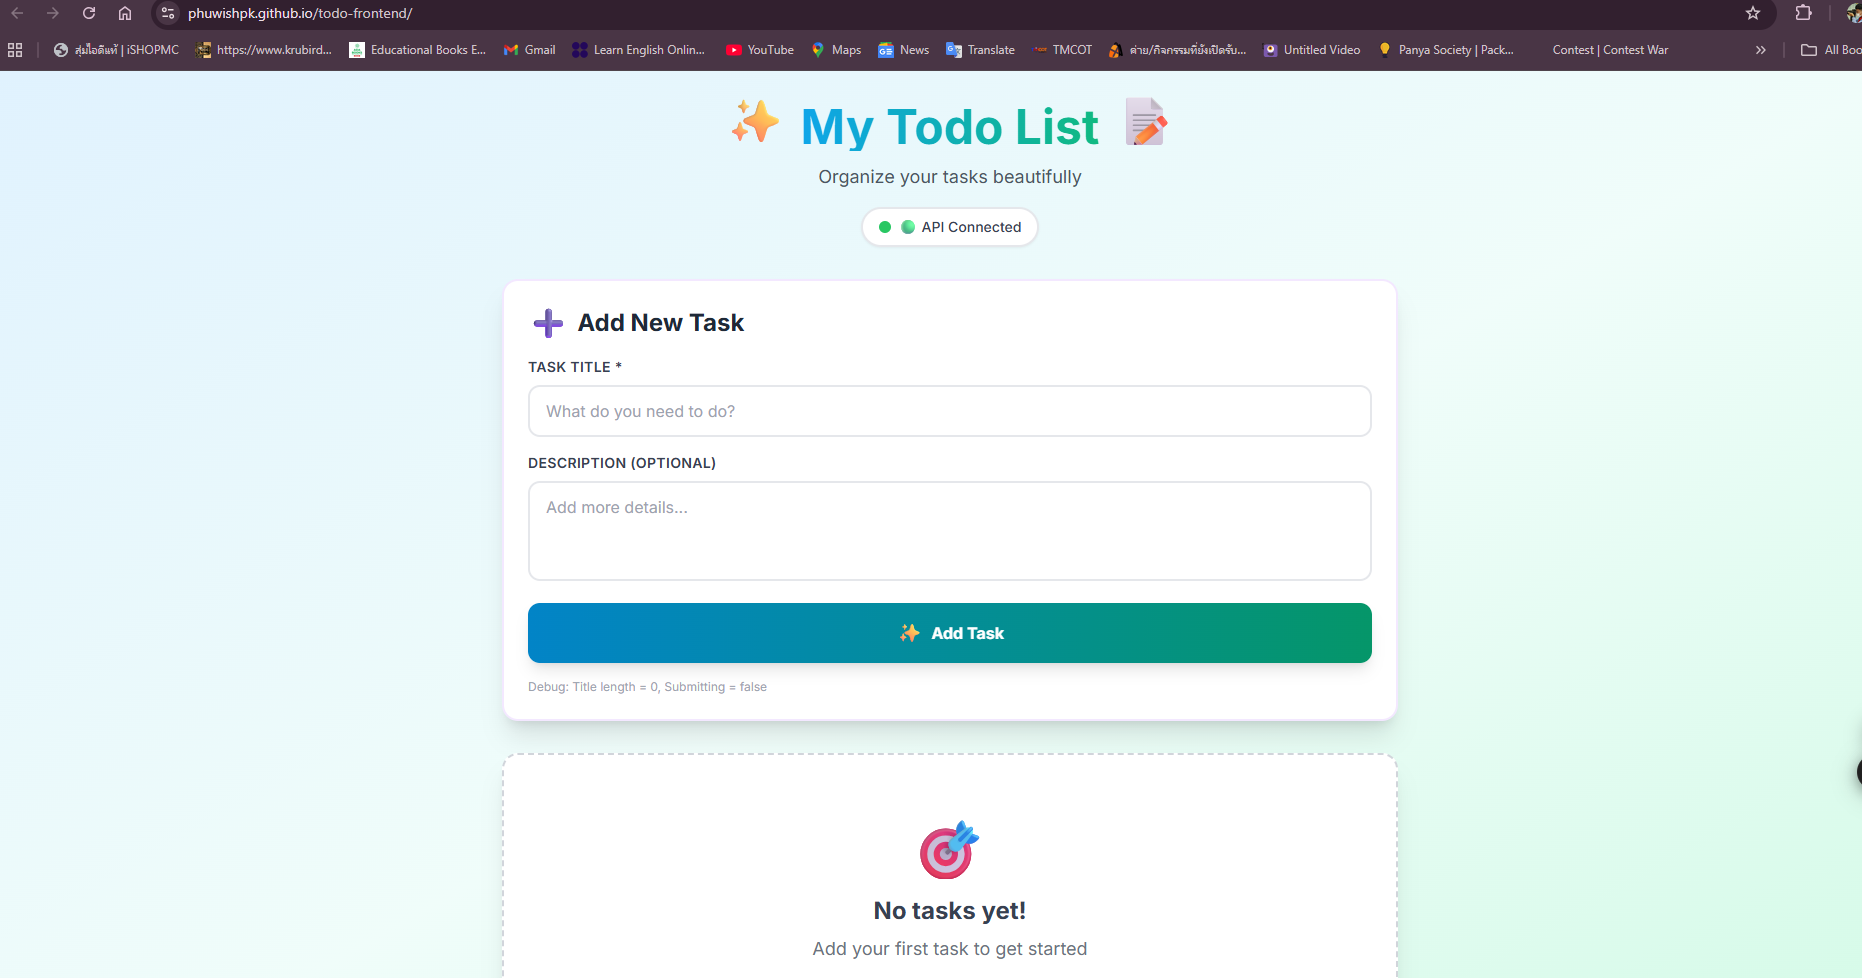 phuwishpk.github.io/todo-frontend/
สุ่มไอดีแท้ | iSHOPMC
https://www.krubird...
Educational Books E...
Gmail
Learn English Onlin...
YouTube
Maps
News
Translate
TMCOT
ค่าย/กิจกรรมที่ยังเปิดรับ...
Untitled Video
Panya Society | Pack...
Contest | Contest War
All Boo
My Todo List
Organize your tasks beautifully
API Connected
Add New Task
TASK TITLE *
What do you need to do?
DESCRIPTION (OPTIONAL)
Add more details...
Add Task
Debug: Title length = 0, Submitting = false
No tasks yet!
Add your first task to get started